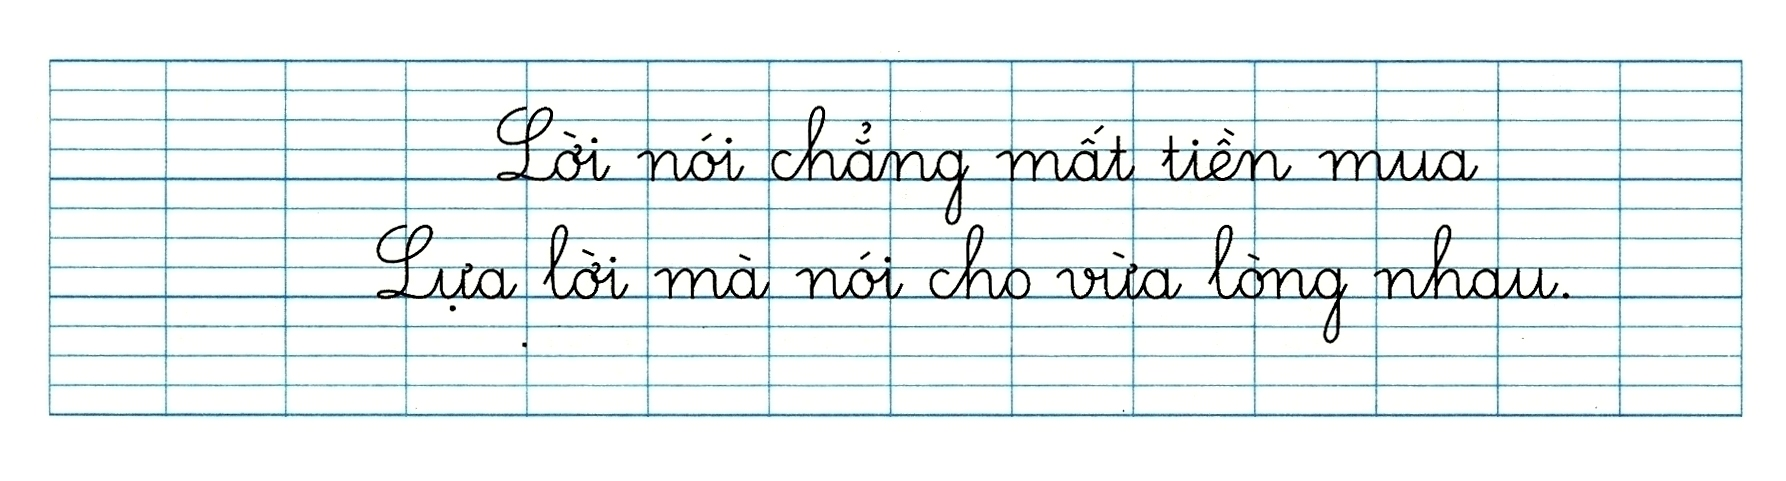 Lời nói chẳng mất tiền mua
Lựa lời mà nói cho vừa lòng nhau.